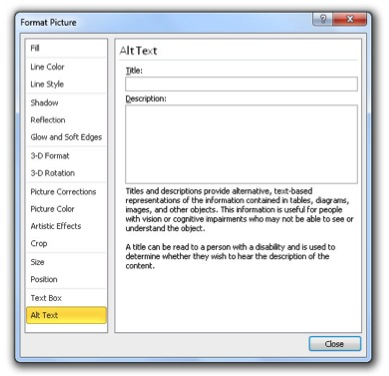 Format Picture
Fill
Line Color
Line Style
Shadow
Reflection
Glow and Soft Edges
3-D Format
3-D Rotation
Picture Corrections
Picture Color
Artistic Effects
Crop
Size
Position
Text Box
Alt Text
Alt Text
Title:
Description:
Titles and descriptions provide alternative, text-based
representations of the information contained in tables, diagrams,
images, and other objects. This information is useful for people
with vision or cognitive impairments who may not be able to see or
understand the object.
A title can be read to a person with a disability and is used to
determine whether they wish to hear the description of the
content.
Close